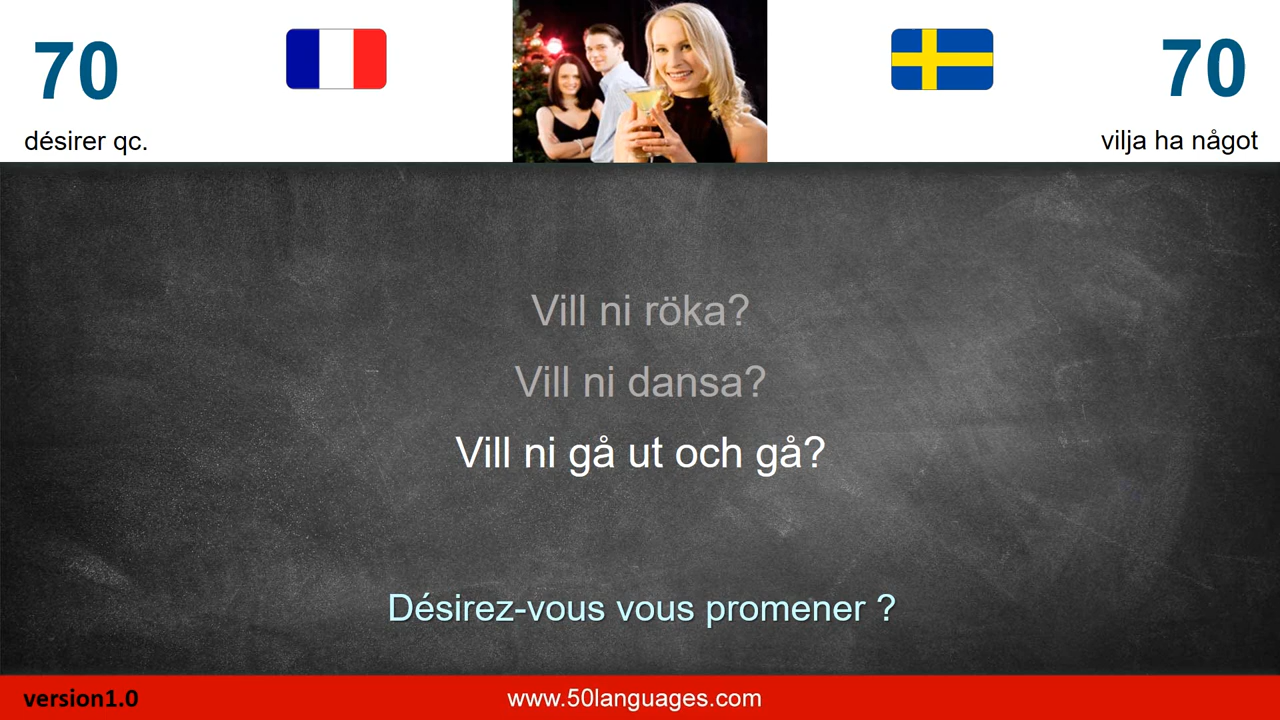 70
70
désirer qc.
vilja ha något
Vill ni röka?
Vill ni dansa?
Vill ni gå ut och gå?
Désirez-vous vous promener ?
version1.0
www.50languages.com